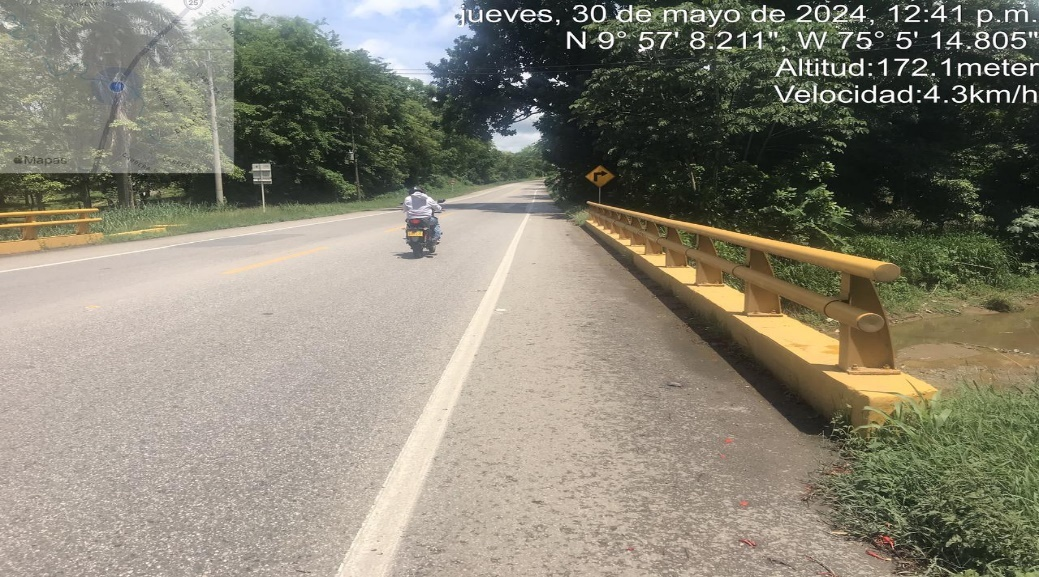 jueves, 30 de mayo de 2024, 12:41 p.m.
N 9° 57' 8.211", W 75° 5' 14.805"
Altitud:172.1meter
Velocidad:4.3km/h
25
Mapas